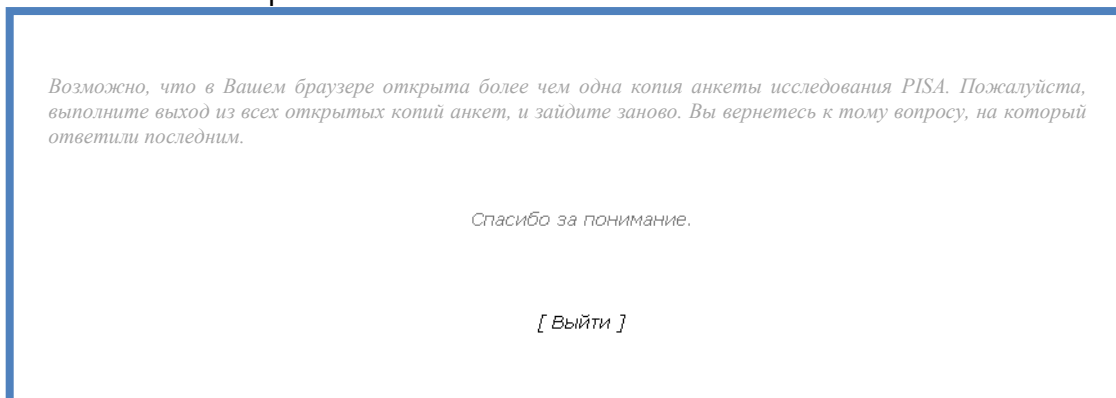 Возможно, что в Вашем браузере открыта более чем одна копия анкеты исследования PISA. Пожалуйста,
выполните выход из всех открытых копий анкет, и зайдите заново. Вы вернетесь к тому вопросу, на который
ответили последним.
Спасибо за понимание.
[ Выйти ]